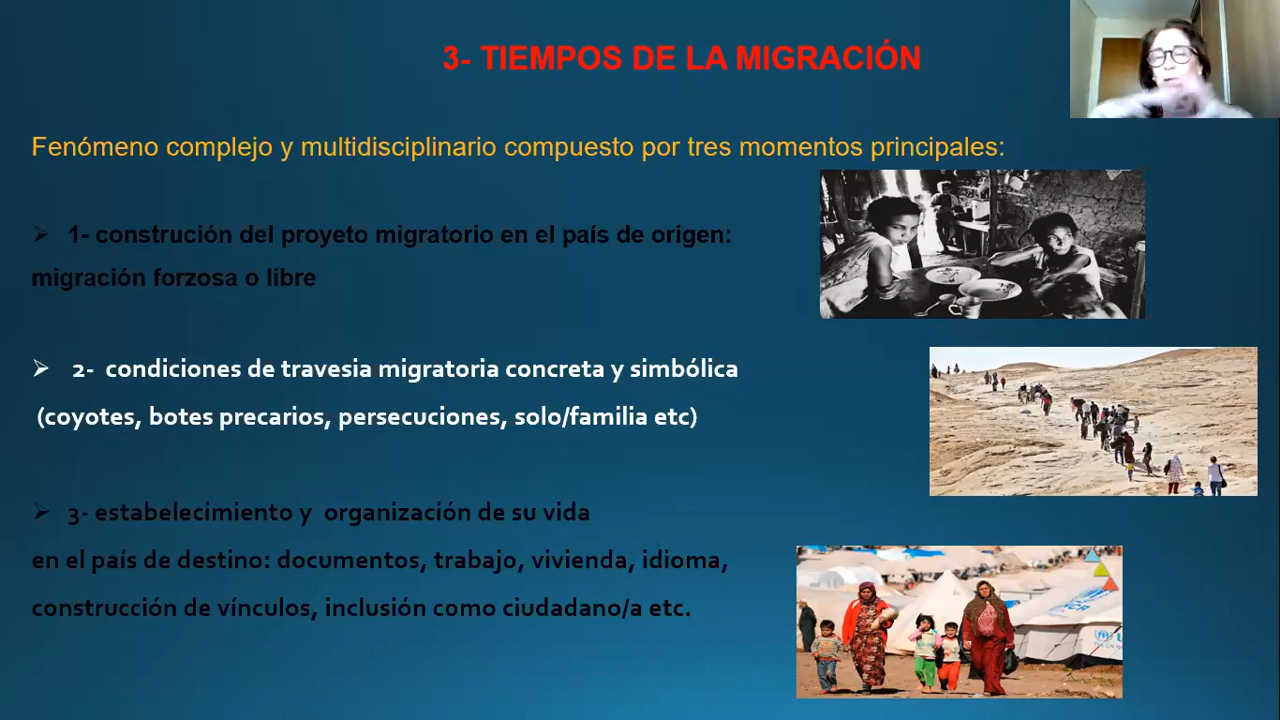 3- TIEMPOS DE LA MIGRACIÓN
Fenómeno complejo y multidisciplinario compuesto por tres momentos principales:
➢ 1- construción del proyeto migratorio en el país de origen:
migración forzosa o libre
➢ 2- condiciones de travesia migratoria concreta y simbólica
(coyotes, botes precarios, persecuciones, solo/familia etc)
➢ 3- estabelecimiento y organización de su vida
en el país de destino: documentos, trabajo, vivienda, idioma,
construcción de vínculos, inclusión como ciudadano/a etc.